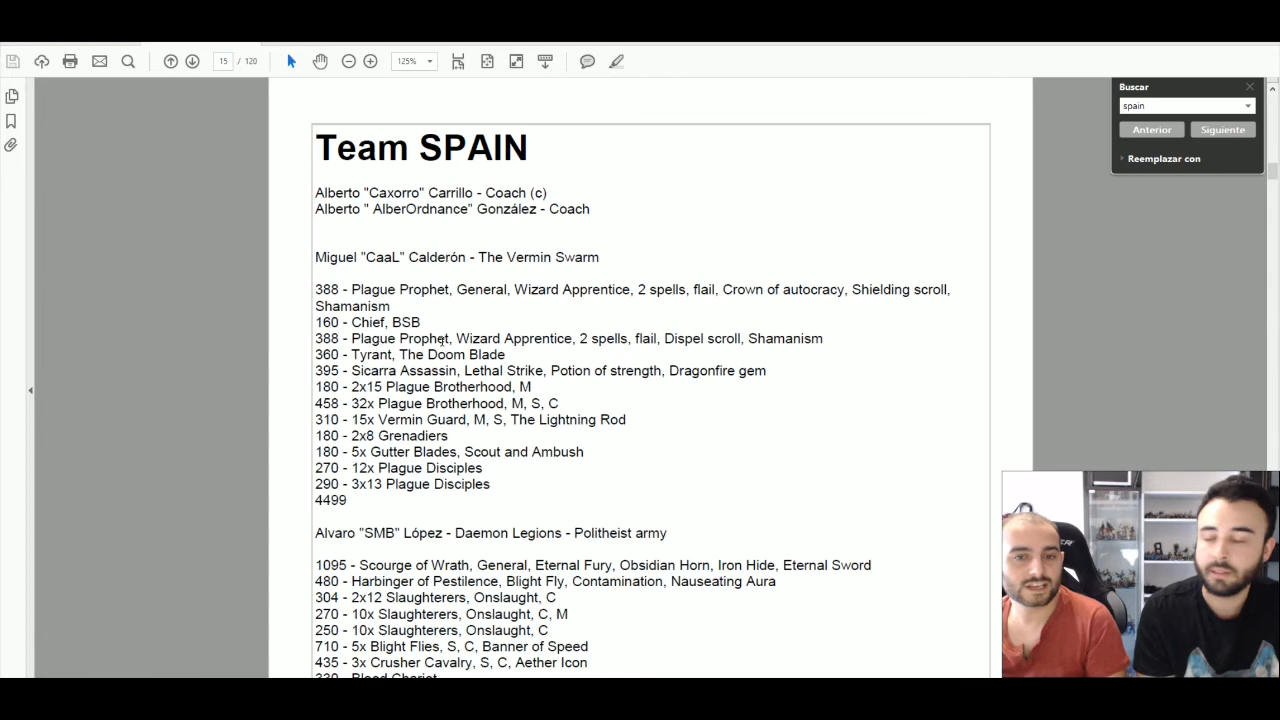 15 / 120
125%
Buscar
spain
Anterior
Siguiente
Reemplazar con
Team SPAIN
Alberto "Caxorro" Carrillo - Coach (c)
Alberto " AlberOrdnance" González - Coach
Miguel "CaaL" Calderón - The Vermin Swarm
388 - Plague Prophet, General, Wizard Apprentice, 2 spells, flail, Crown of autocracy, Shielding scroll,
Shamanism
160 - Chief, BSB
388 - Plague Prophet, Wizard Apprentice, 2 spells, flail, Dispel scroll, Shamanism
360 - Tyrant, The Doom Blade
395 - Sicarra Assassin, Lethal Strike, Potion of strength, Dragonfire gem
180 - 2x15 Plague Brotherhood, M
458 - 32x Plague Brotherhood, M, S, C
310 - 15x Vermin Guard, M, S, The Lightning Rod
180 - 2x8 Grenadiers
180 - 5x Gutter Blades, Scout and Ambush
270 - 12x Plague Disciples
290 - 3x13 Plague Disciples
4499
Alvaro "SMB" López - Daemon Legions - Politheist army
1095 - Scourge of Wrath, General, Eternal Fury, Obsidian Horn, Iron Hide, Eternal Sword
480 - Harbinger of Pestilence, Blight Fly, Contamination, Nauseating Aura
304 - 2x12 Slaughterers, Onslaught, C
270 - 10x Slaughterers, Onslaught, C, M
250 - 10x Slaughterers, Onslaught, C
710 - 5x Blight Flies, S, C, Banner of Speed
435 - 3x Crusher Cavalry, S, C, Aether Icon
330 - Blood Chariot